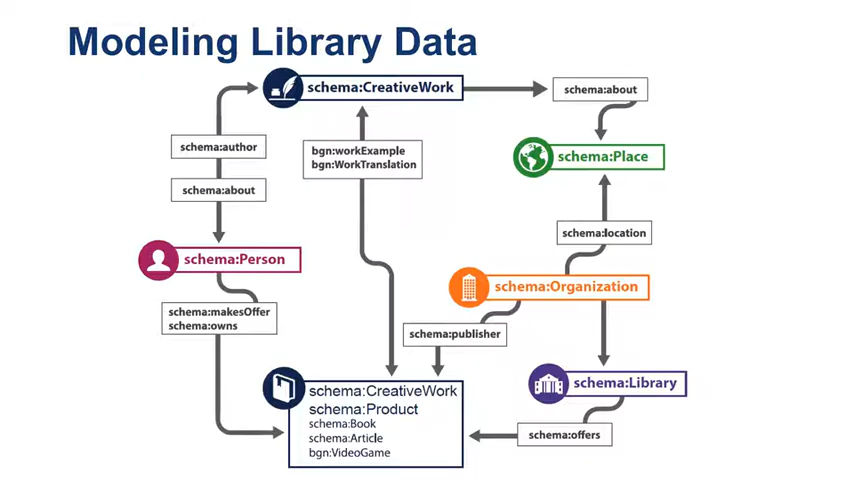 Modeling Library Data
schema:CreativeWork
schema:about
schema:author
bgn:workExample
bgn:WorkTranslation
schema:Place
schema:about
schema:location
schema:Person
schema:Organization
schema:makesOffer
schema:owns
schema:publisher
schema:Library
schema:CreativeWork
schema:Product
schema:Book
schema:Article
bgn:VideoGame
schema:offers